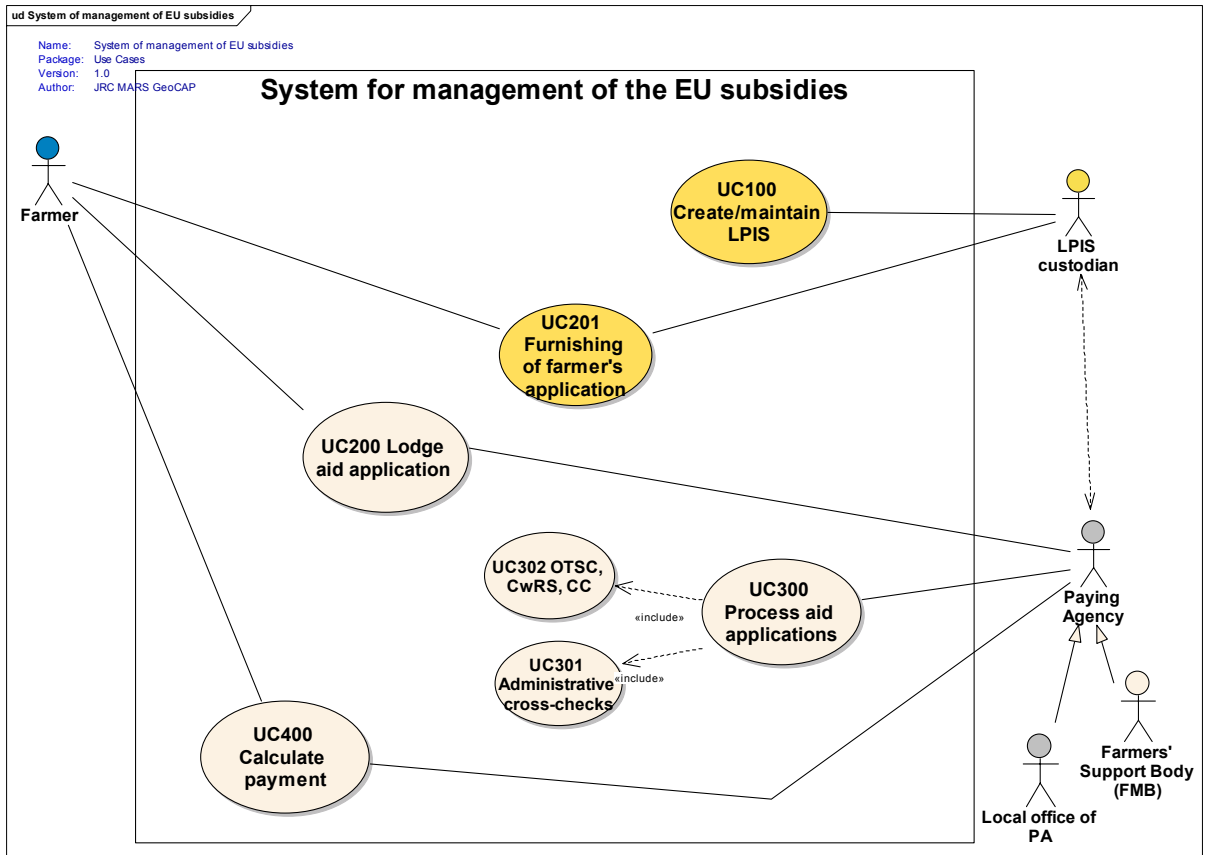 ud System of management of EU subsidies
Name: System of management of EU subsidies
Package: Use Cases
Version: 1.0
Author: JRC MARS GeoCAP
System for management of the EU subsidies
Farmer
UC100
Create/maintain
LPIS
LPIS
custodian
UC201
Furnishing
of farmer's
application
UC200 Lodge
aid application
UC302 OTSC,
CwRS, CC
«include»
UC300
Process aid
applications
Paying
Agency
UC301
Administrative
cross-checks
«include»
UC400
Calculate
payment
Farmers'
Support Body
(FMB)
Local office of
PA